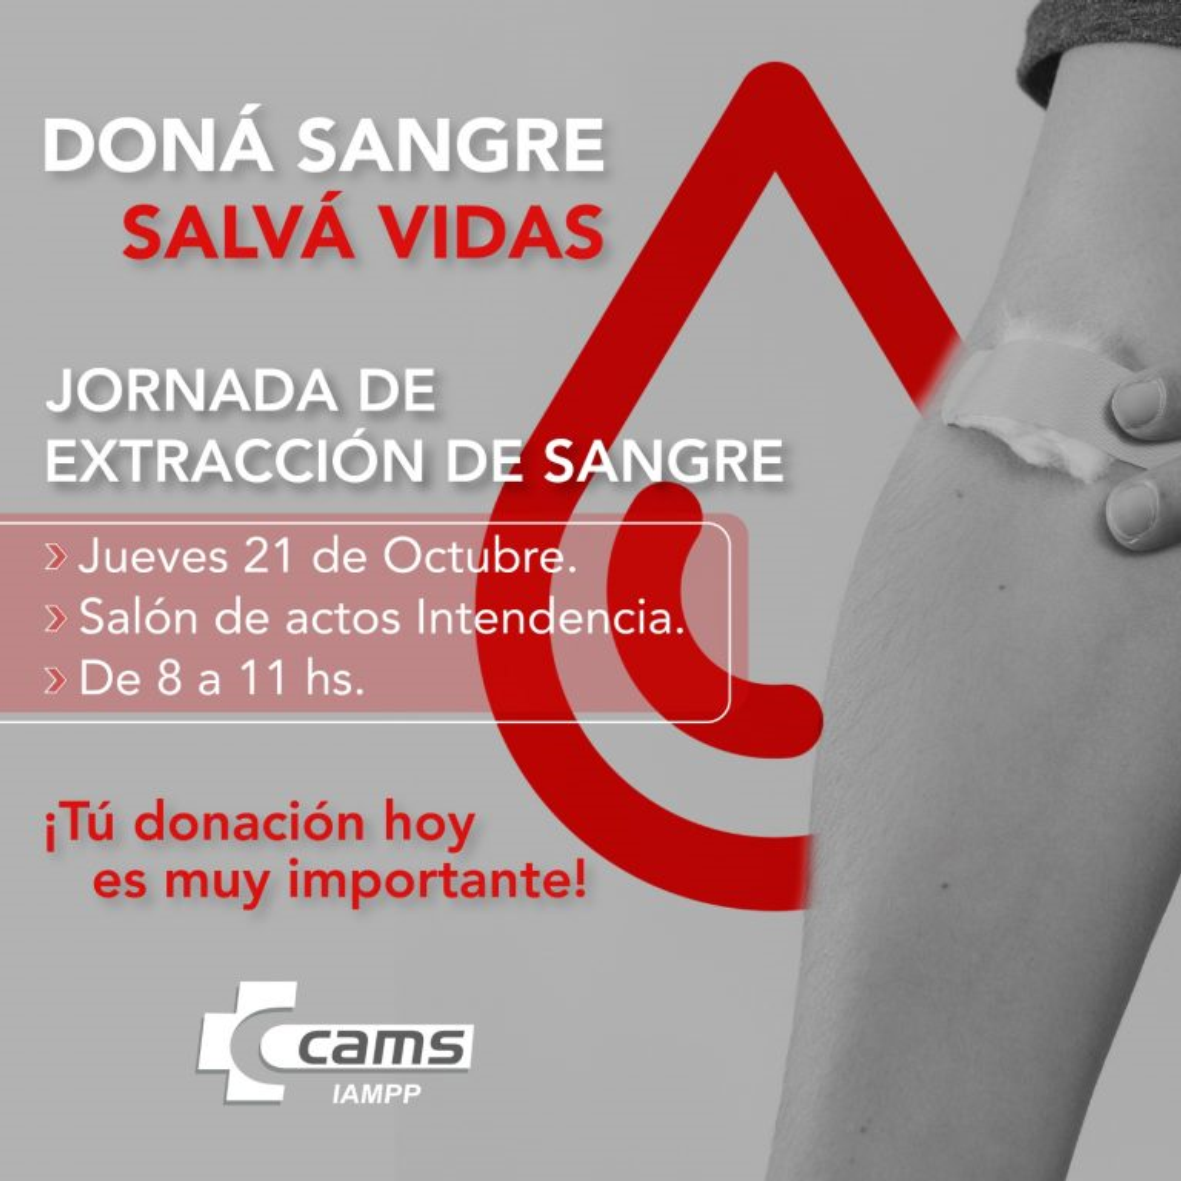 DONÁ SANGRE
SALVÁ VIDAS
JORNADA DE
EXTRACCIÓN DE SANGRE
Jueves 21 de Octubre.
Salón de actos Intendencia.
De 8 a 11 hs.
¡Tú donación hoy
es muy importante!
cams
IAMPP